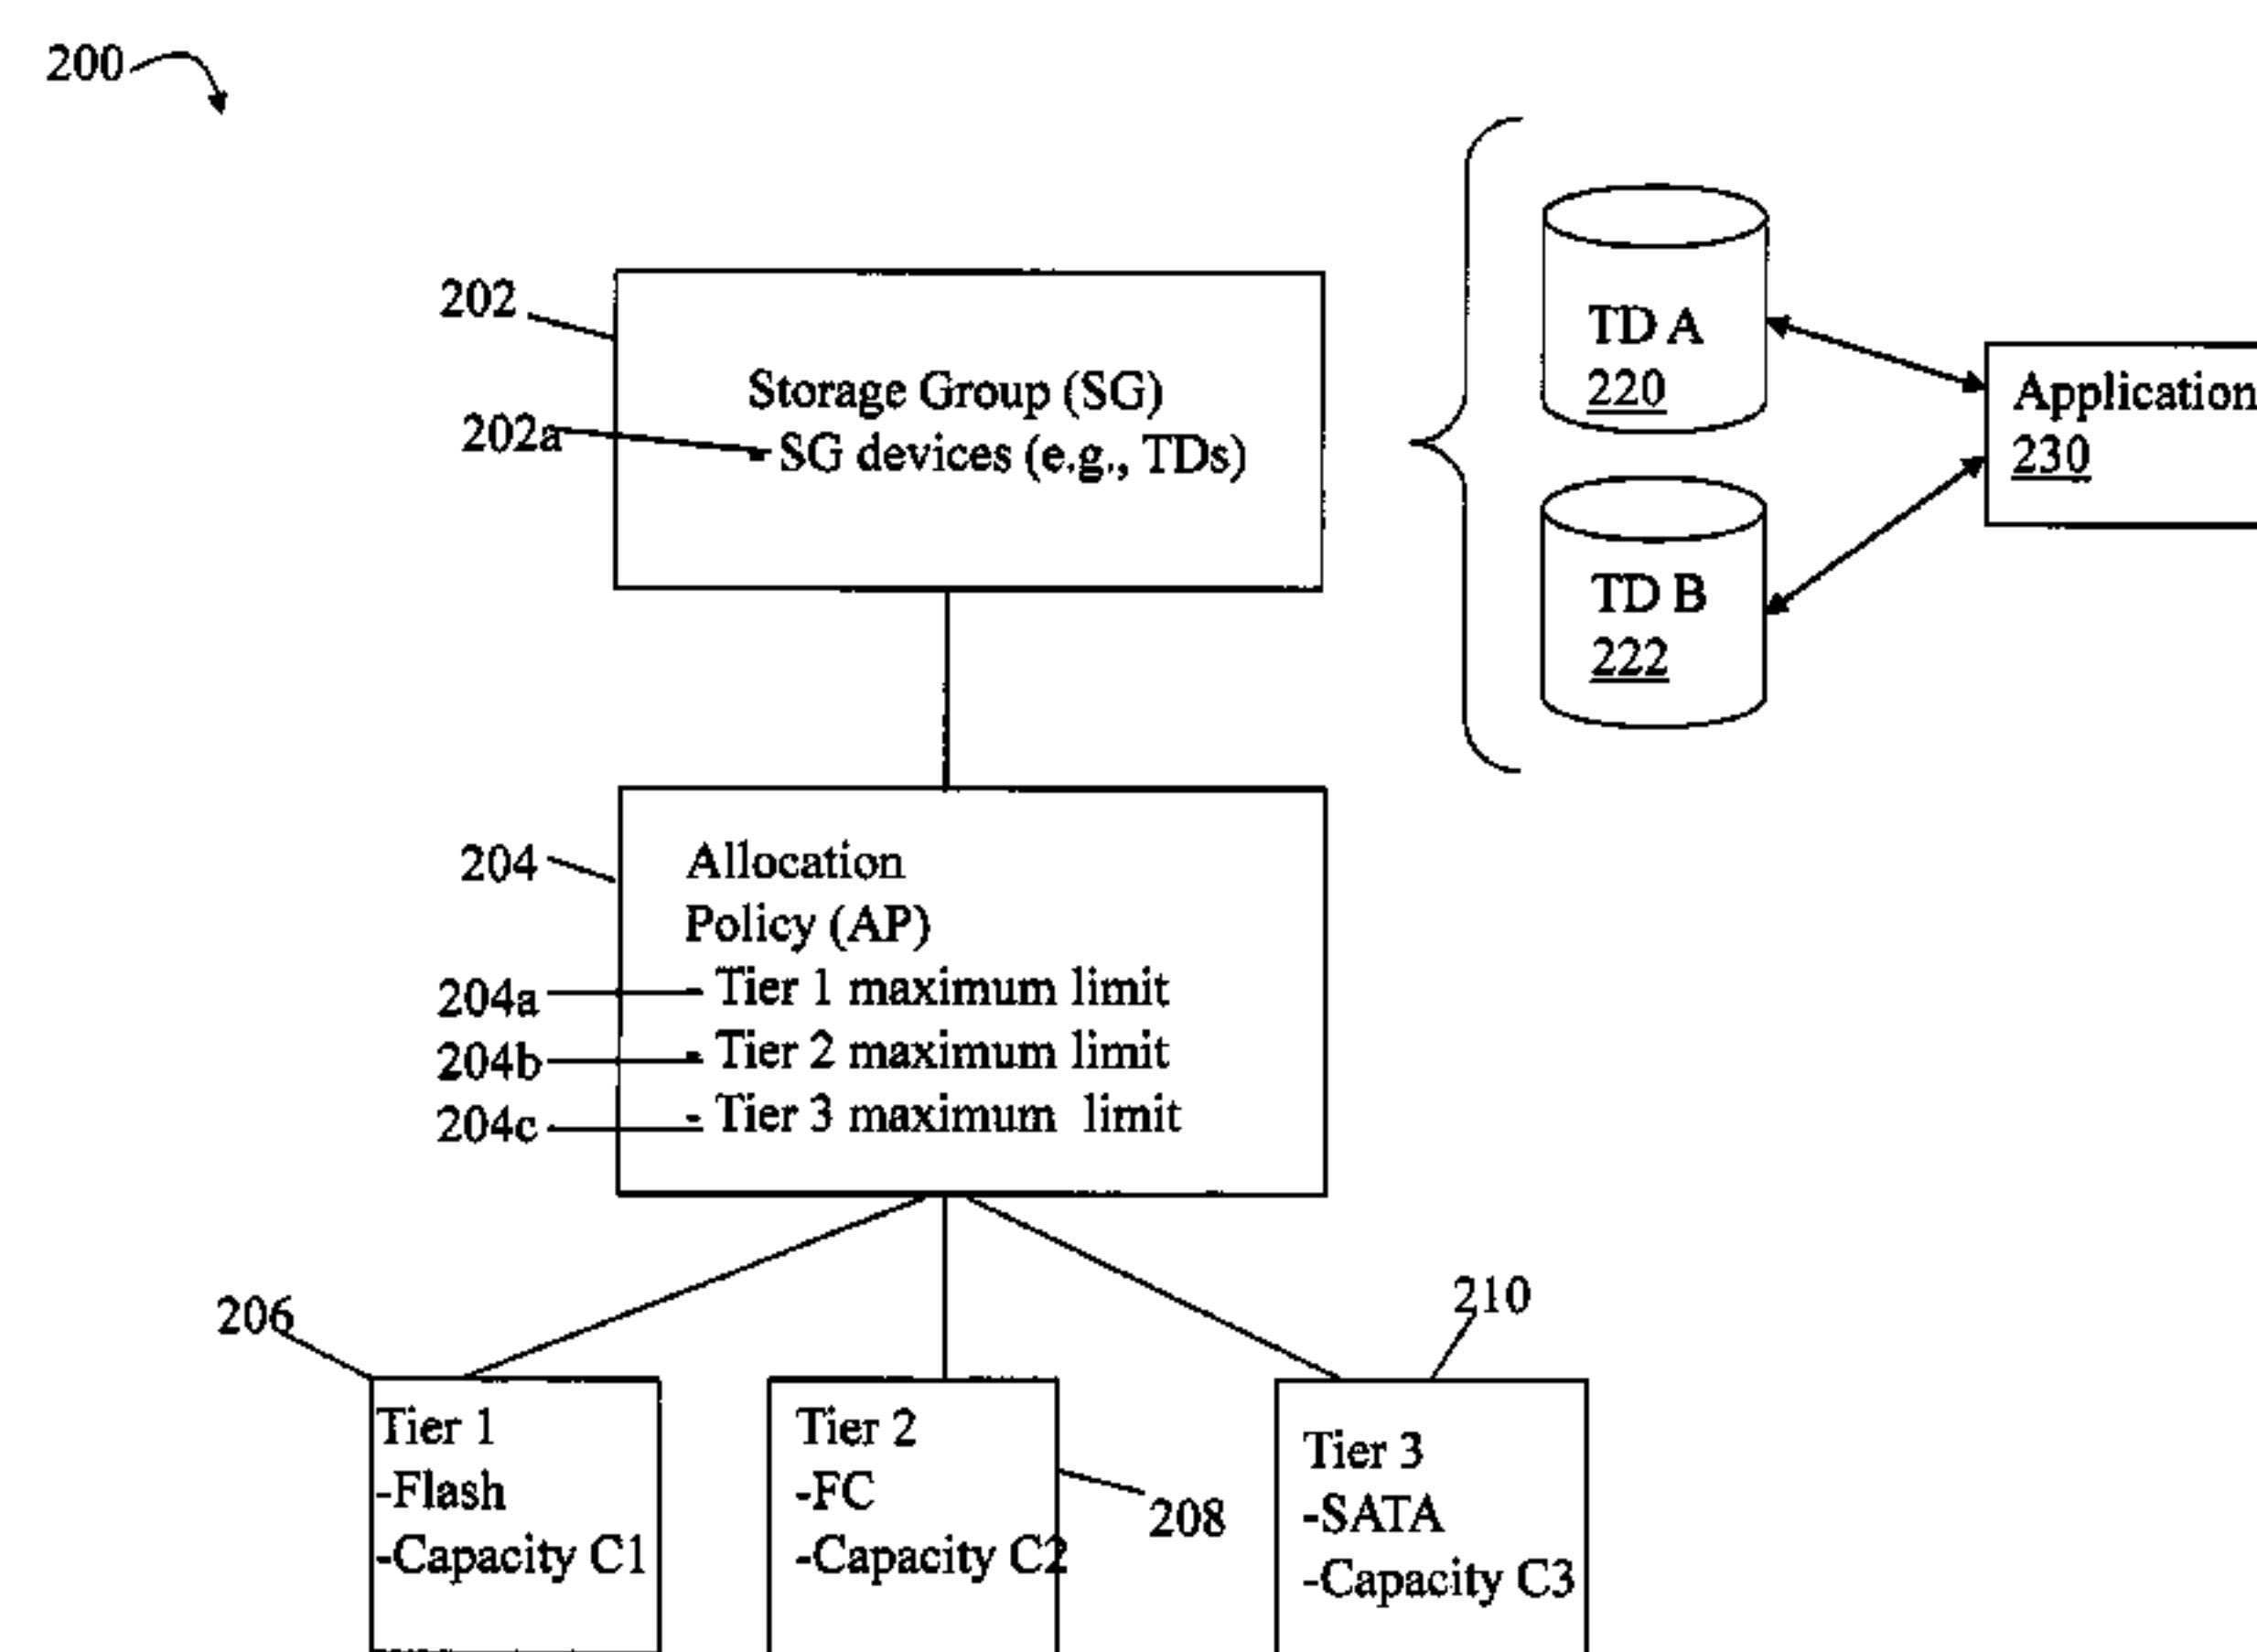 200
202
Storage Group (SG)
202a
- SG devices (e.g., TDs)
TD A
220
Application
230
TD B
222
204
Allocation
Policy (AP)
204a
- Tier 1 maximum limit
204b
- Tier 2 maximum limit
204c
- Tier 3 maximum limit
206
210
Tier 1
-Flash
-Capacity C1
Tier 2
-FC
-Capacity C2
208
Tier 3
-SATA
-Capacity C3